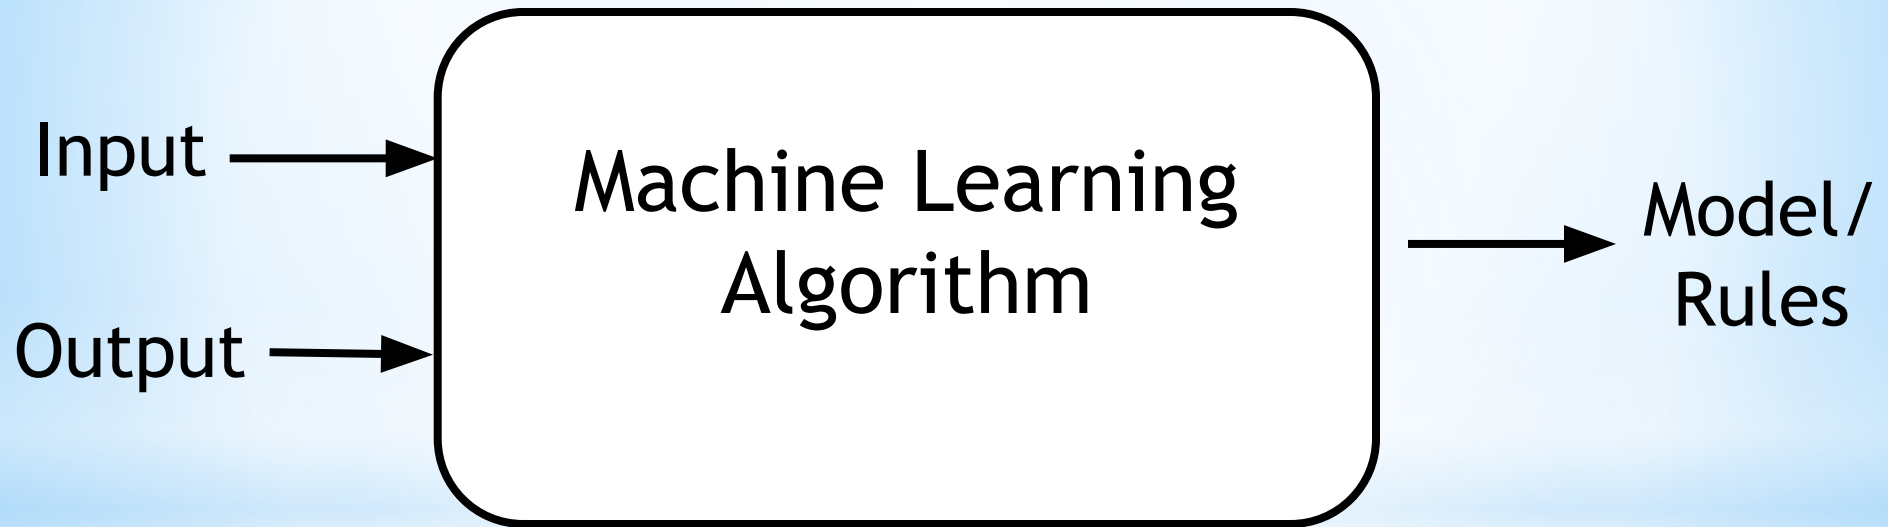 Input
Output
Machine Learning
Algorithm
Model/
Rules